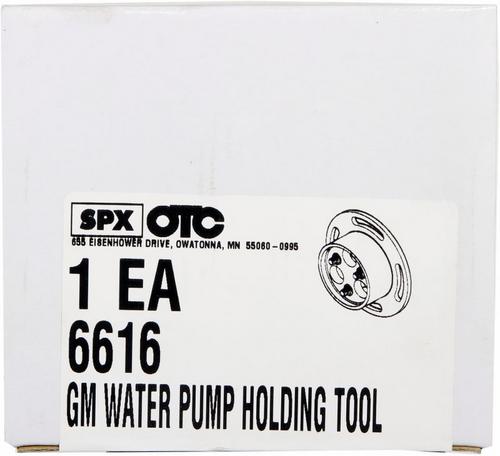 SPX OTC
655 EISENHOWER DRIVE, OWATONNA, MN 55060-0995
1 EA
6616
GM WATER PUMP HOLDING TOOL